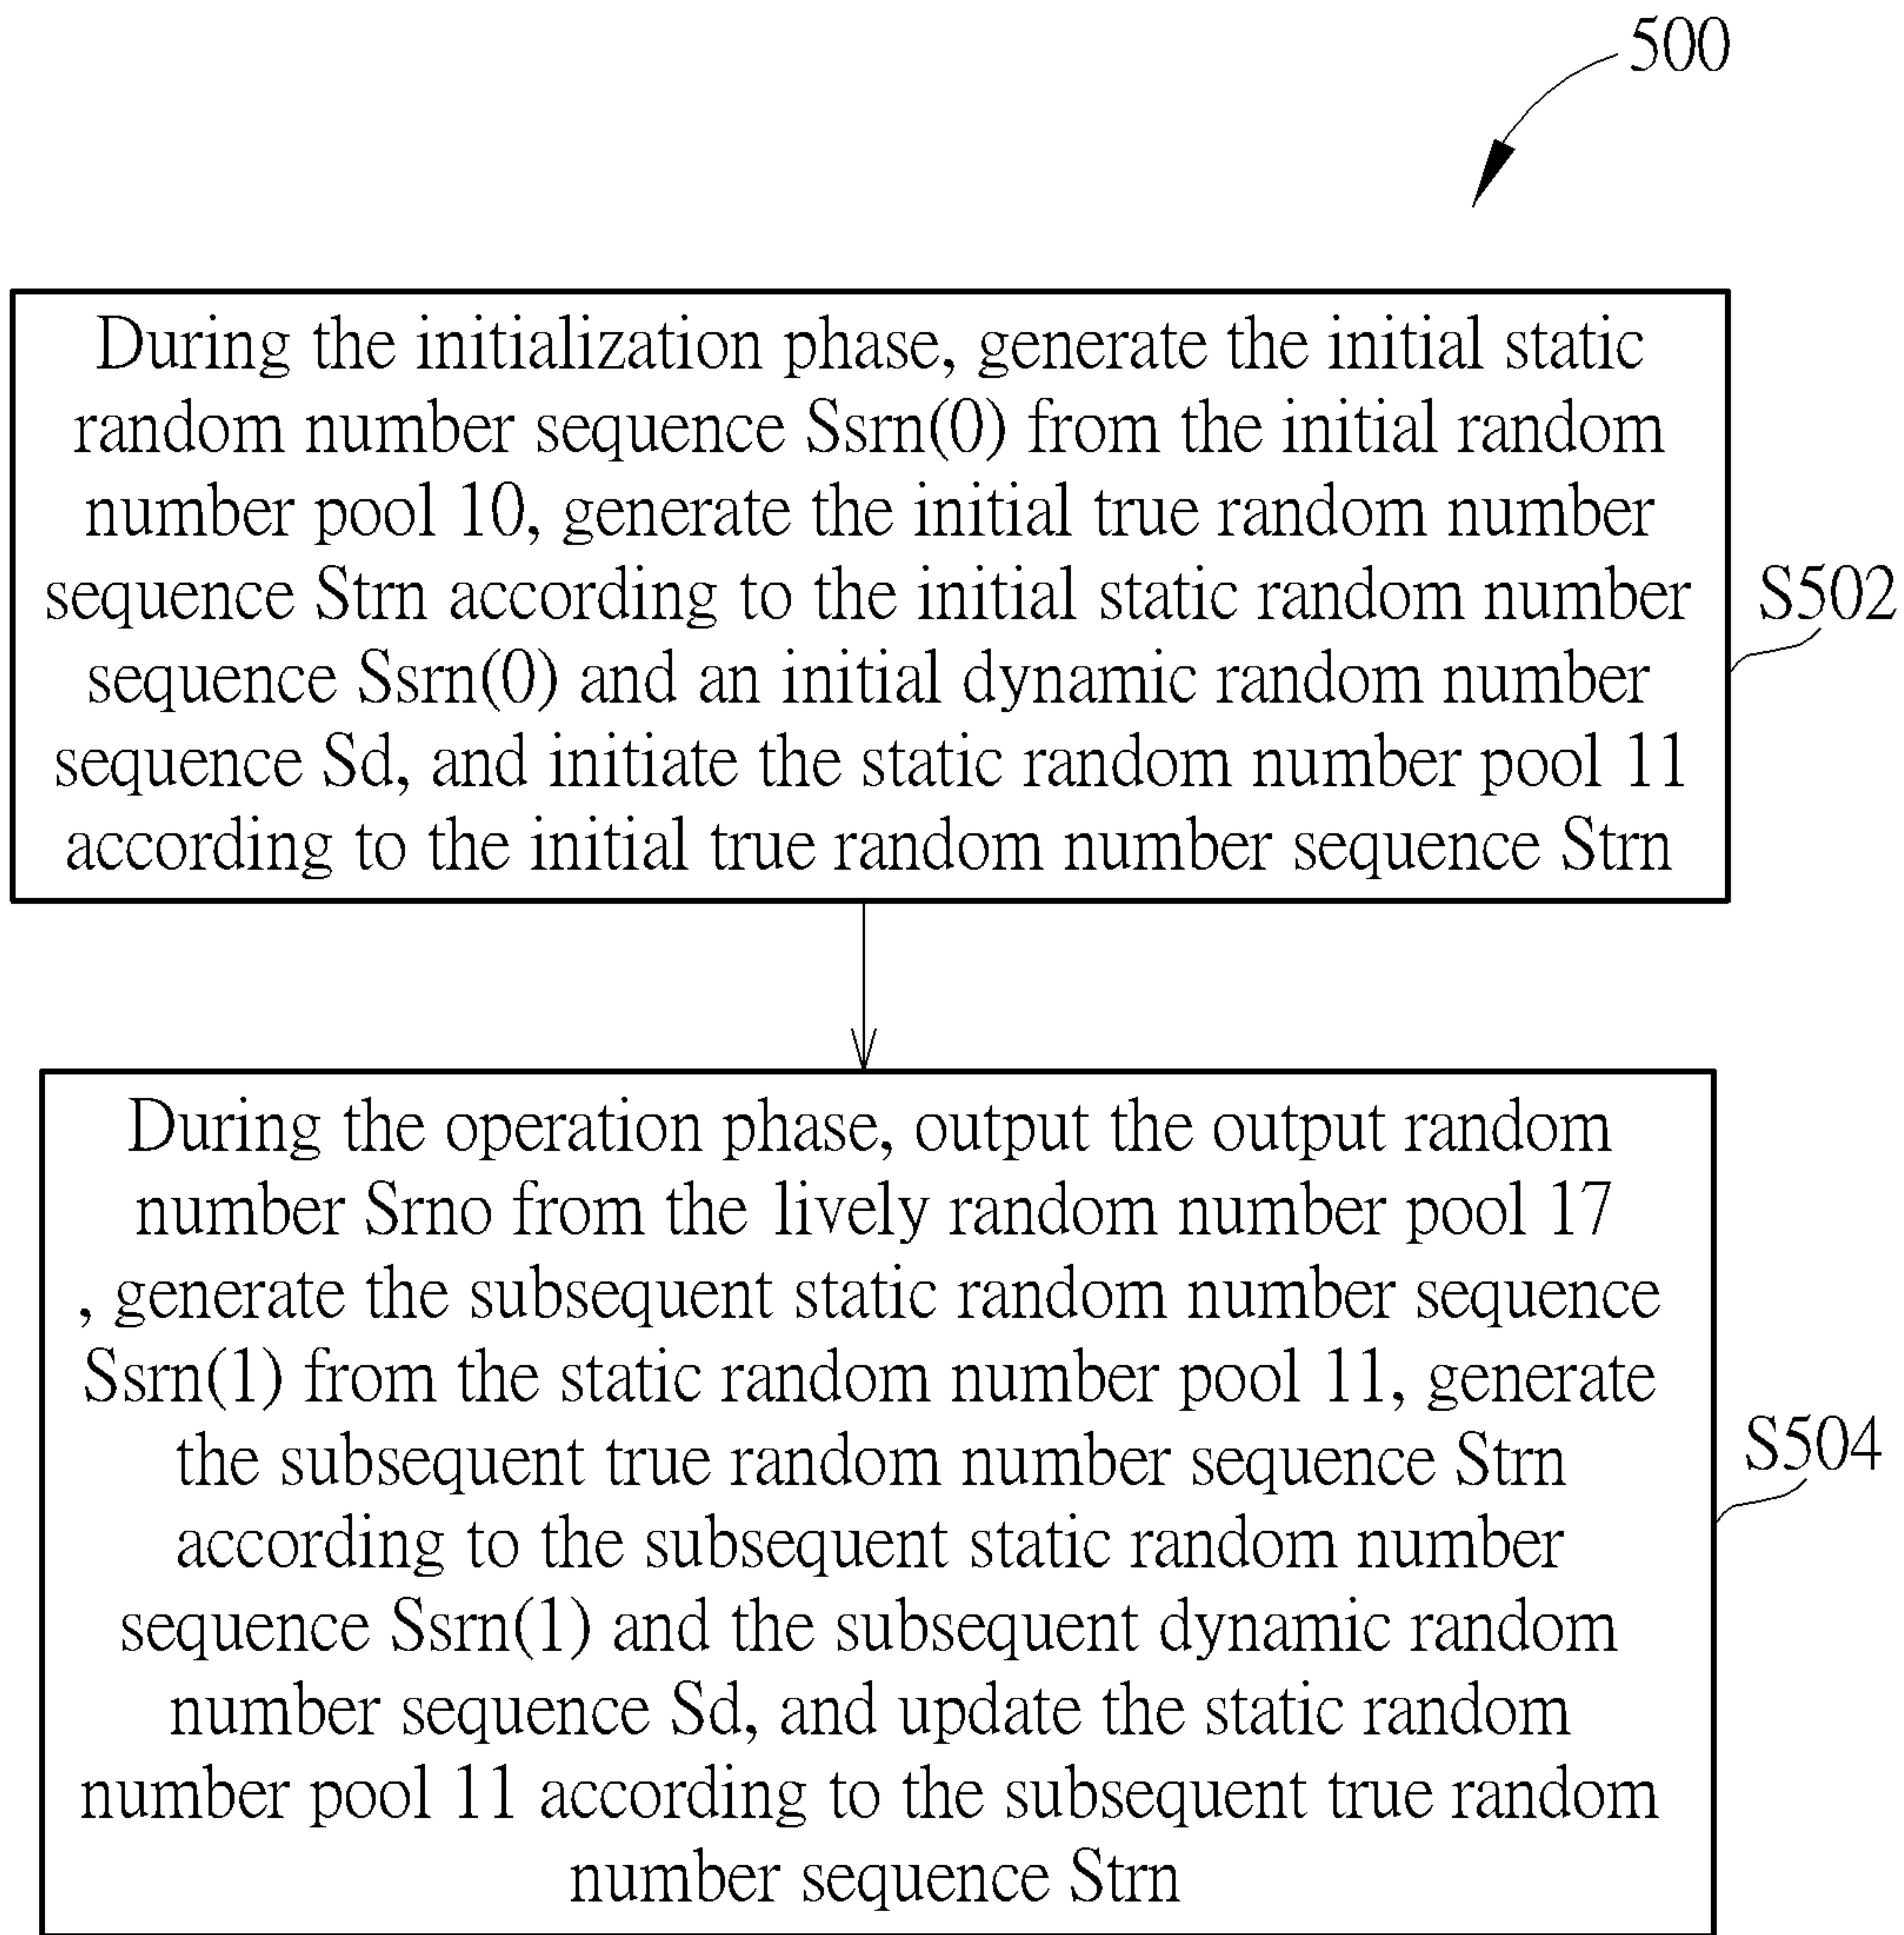 500
During the initialization phase, generate the initial static
random number sequence Ssrn(0) from the initial random
number pool 10, generate the initial true random number
sequence Strn according to the initial static random number
sequence Ssrn(0) and an initial dynamic random number
sequence Sd, and initiate the static random number pool 11
according to the initial true random number sequence Strn
S502
During the operation phase, output the output random
number Srno from the lively random number pool 17
, generate the subsequent static random number sequence
Ssrn(1) from the static random number pool 11, generate
the subsequent true random number sequence Strn
according to the subsequent static random number
sequence Ssrn(1) and the subsequent dynamic random
number sequence Sd, and update the static random
number pool 11 according to the subsequent true random
number sequence Strn
S504